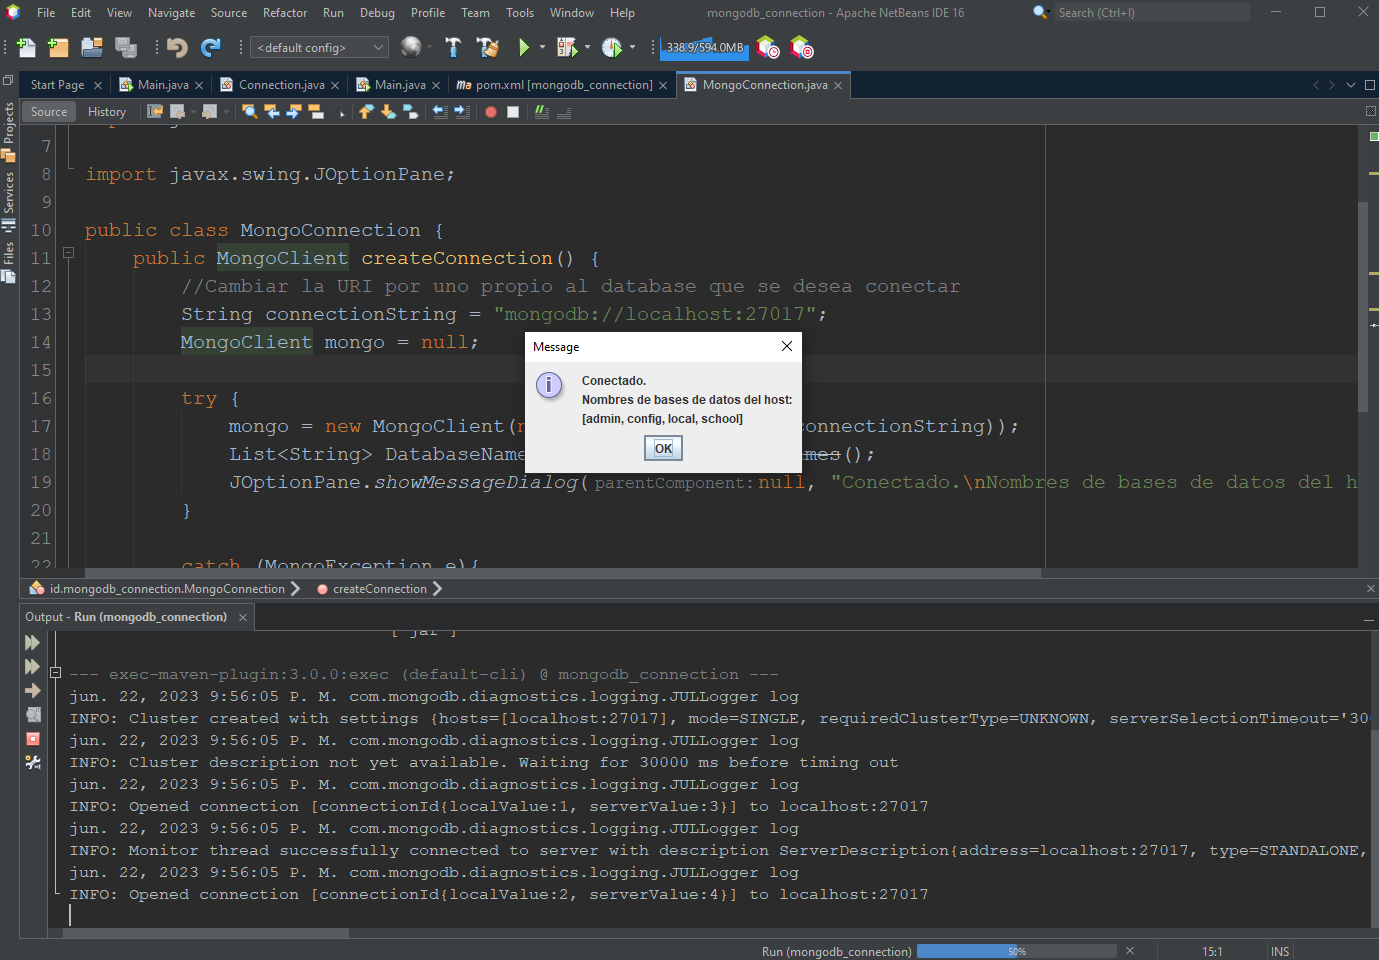 File Edit View Navigate Source Refactor Run Debug Profile Team Tools Window Help mongodb_connection - Apache NetBeans IDE 16 Search (Ctrl+I)
<default config> 338.9/594.0MB
Start Page Main.java Connection.java Main.java pom.xml [mongodb_connection] MongoConnection.java
Source History
Projects
Services
Files
7
8 import javax.swing.JOptionPane;
9
10 public class MongoConnection {
11 public MongoClient createConnection() {
12 //Cambiar la URI por uno propio al database que se desea conectar
13 String connectionString = "mongodb://localhost:27017";
14 MongoClient mongo = null;
15
16 try {
17 mongo = new MongoClient( connectionString));
18 List<String> DatabaseName mes();
19 JOptionPane.showMessageDialog( parentComponent: null, "Conectado.\nNombres de bases de datos del h
20 }
21
22 catch (MongoException e){
Message
Conectado.
Nombres de bases de datos del host:
[admin, config, local, school]
OK
id.mongodb_connection.MongoConnection createConnection
Output - Run (mongodb_connection)
[ jar ]
--- exec-maven-plugin:3.0.0:exec (default-cli) @ mongodb_connection ---
jun. 22, 2023 9:56:05 P. M. com.mongodb.diagnostics.logging.JULLogger log
INFO: Cluster created with settings {hosts=[localhost:27017], mode=SINGLE, requiredClusterType=UNKNOWN, serverSelectionTimeout='300
jun. 22, 2023 9:56:05 P. M. com.mongodb.diagnostics.logging.JULLogger log
INFO: Cluster description not yet available. Waiting for 30000 ms before timing out
jun. 22, 2023 9:56:05 P. M. com.mongodb.diagnostics.logging.JULLogger log
INFO: Opened connection [connectionId{localValue:1, serverValue:3}] to localhost:27017
jun. 22, 2023 9:56:05 P. M. com.mongodb.diagnostics.logging.JULLogger log
INFO: Monitor thread successfully connected to server with description ServerDescription{address=localhost:27017, type=STANDALONE,
jun. 22, 2023 9:56:05 P. M. com.mongodb.diagnostics.logging.JULLogger log
INFO: Opened connection [connectionId{localValue:2, serverValue:4}] to localhost:27017
Run (mongodb_connection) 50% 15:1 INS